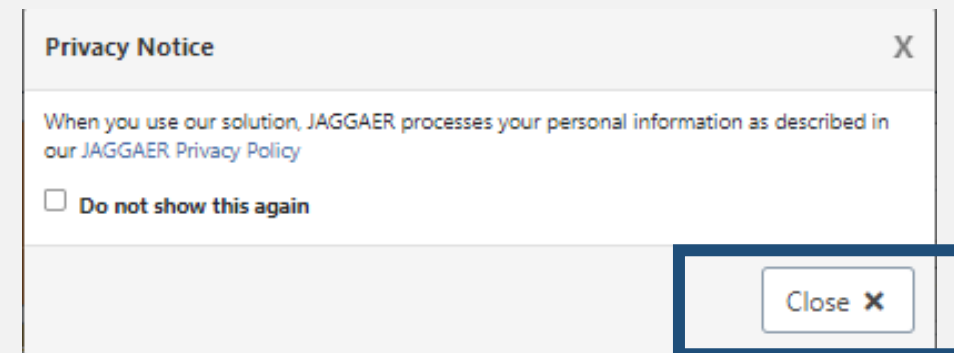 Privacy Notice X
When you use our solution, JAGGAER processes your personal information as described in
our JAGGAER Privacy Policy
Do not show this again
Close ✕